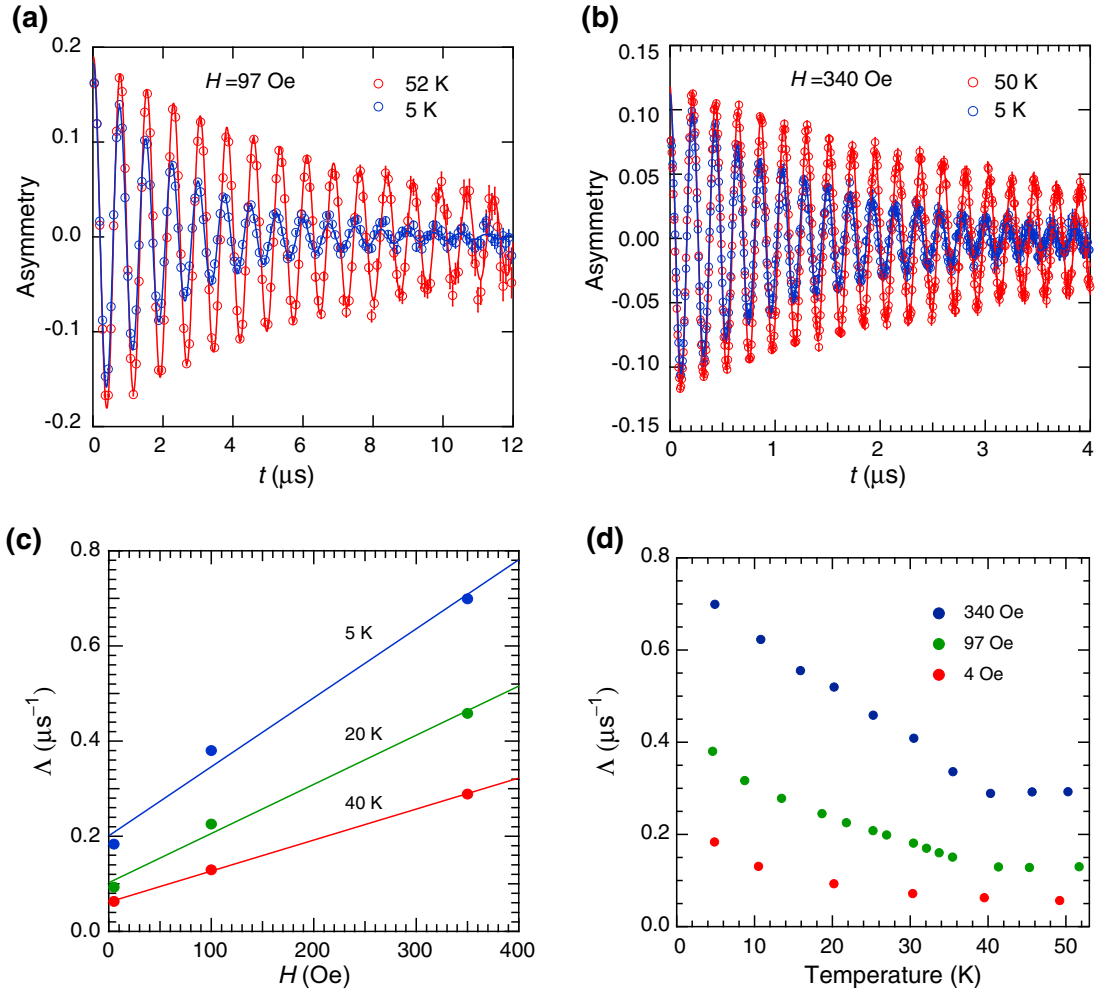 (a)
0.2
0.1
0.0
-0.1
-0.2
Asymmetry
H=97 Oe
52 K
5 K
0 2 4 6 8 10 12
t (μs)
(b)
0.15
0.10
0.05
0.00
-0.05
-0.10
-0.15
Asymmetry
H=340 Oe
50 K
5 K
0 1 2 3 4
t (μs)
(c)
0.8
0.6
0.4
0.2
0.0
Λ (μs⁻¹)
5 K
20 K
40 K
0 100 200 300 400
H (Oe)
(d)
0.8
0.6
0.4
0.2
0.0
Λ (μs⁻¹)
340 Oe
97 Oe
4 Oe
0 10 20 30 40 50
Temperature (K)